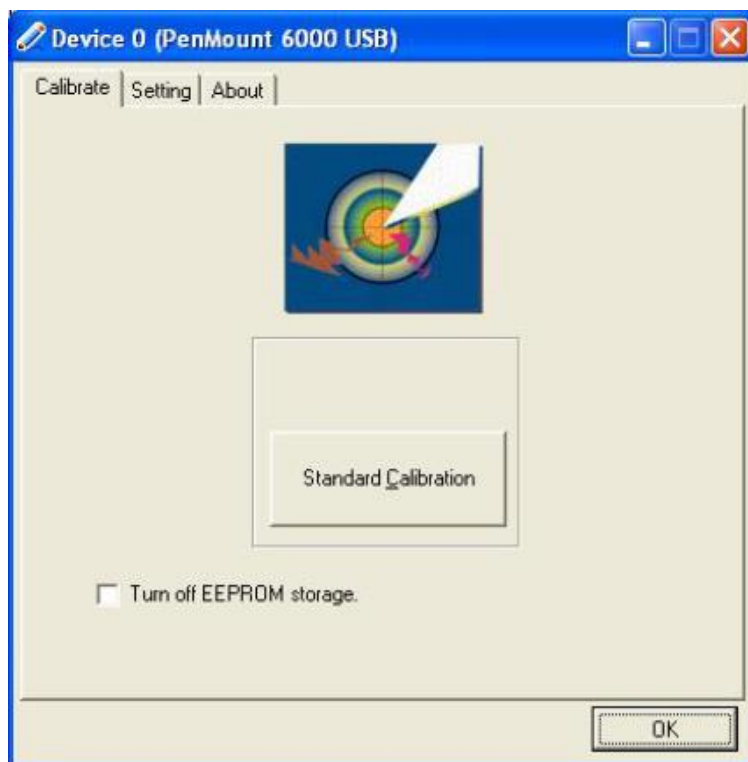 Device 0 (PenMount 6000 USB)
Calibrate Setting About
Standard Calibration
Turn off EEPROM storage.
OK